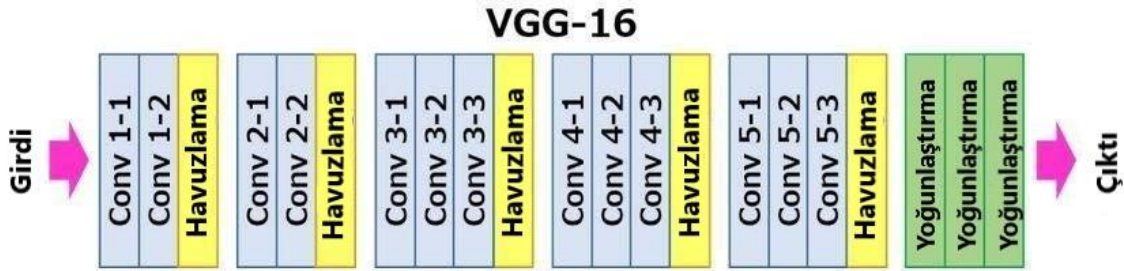 VGG-16
Girdi
Conv 1-1
Conv 1-2
Havuzlama
Conv 2-1
Conv 2-2
Havuzlama
Conv 3-1
Conv 3-2
Conv 3-3
Havuzlama
Conv 4-1
Conv 4-2
Conv 4-3
Havuzlama
Conv 5-1
Conv 5-2
Conv 5-3
Havuzlama
Yoğunlaştırma
Yoğunlaştırma
Yoğunlaştırma
Çıktı